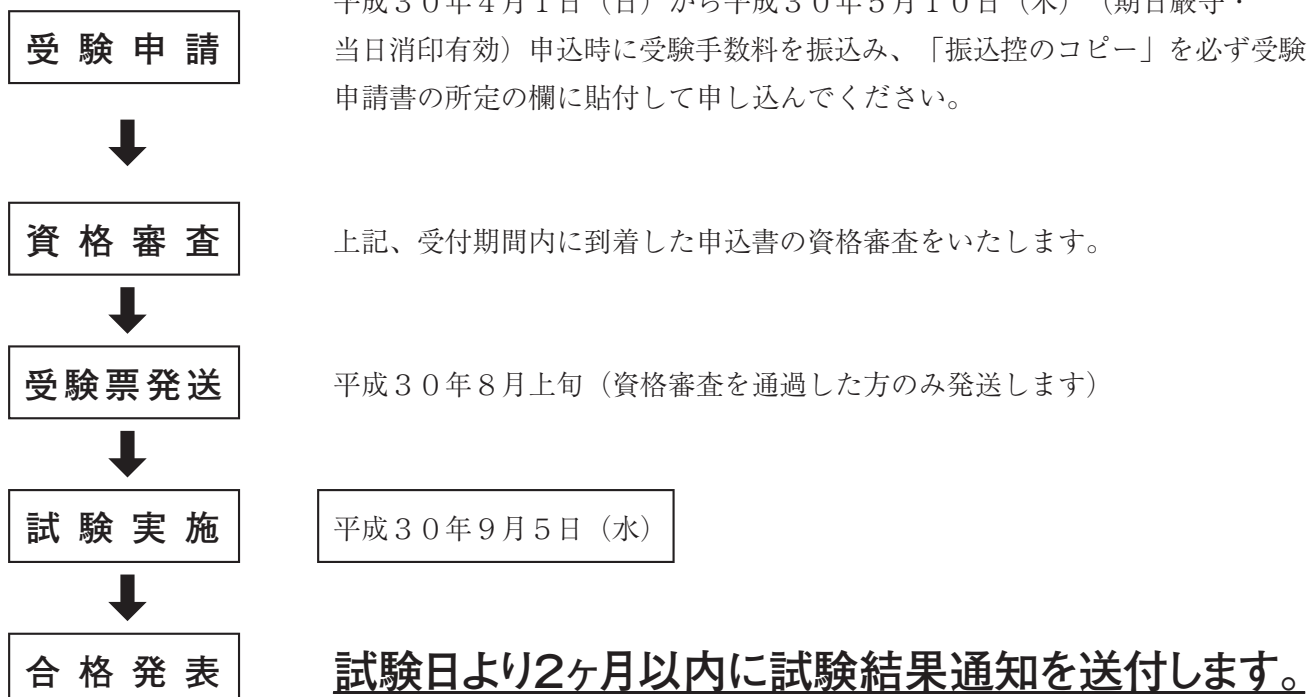 平成３０年４月１日（日）から平成３０年５月１０日（木）（期日厳守・
受験申請
当日消印有効）申込時に受験手数料を振込み、「振込控のコピー」を必ず受験
申請書の所定の欄に貼付して申し込んでください。
資格審査
上記、受付期間内に到着した申込書の資格審査をいたします。
受験票発送
平成３０年８月上旬（資格審査を通過した方のみ発送します）
試験実施
平成３０年９月５日（水）
合格発表
試験日より2ヶ月以内に試験結果通知を送付します。